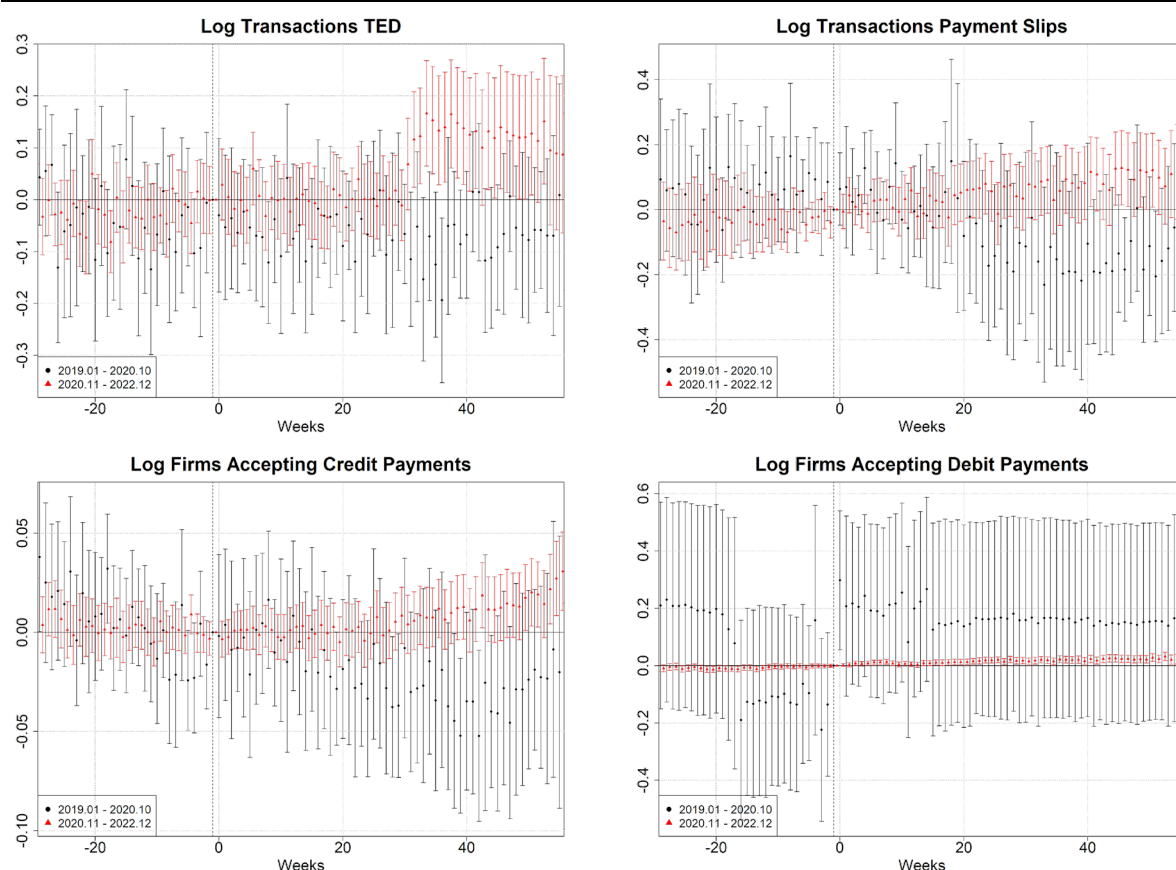 Log Transactions TED
0.3
0.2
0.1
0.0
-0.1
-0.2
-0.3
2019.01 - 2020.10
2020.11 - 2022.12
-20 0 20 40
Weeks
Log Transactions Payment Slips
0.4
0.2
0.0
-0.2
-0.4
2019.01 - 2020.10
2020.11 - 2022.12
-20 0 20 40
Weeks
Log Firms Accepting Credit Payments
0.05
0.00
-0.05
-0.10
2019.01 - 2020.10
2020.11 - 2022.12
-20 0 20 40
Weeks
Log Firms Accepting Debit Payments
0.6
0.4
0.2
0.0
-0.2
-0.4
2019.01 - 2020.10
2020.11 - 2022.12
-20 0 20 40
Weeks